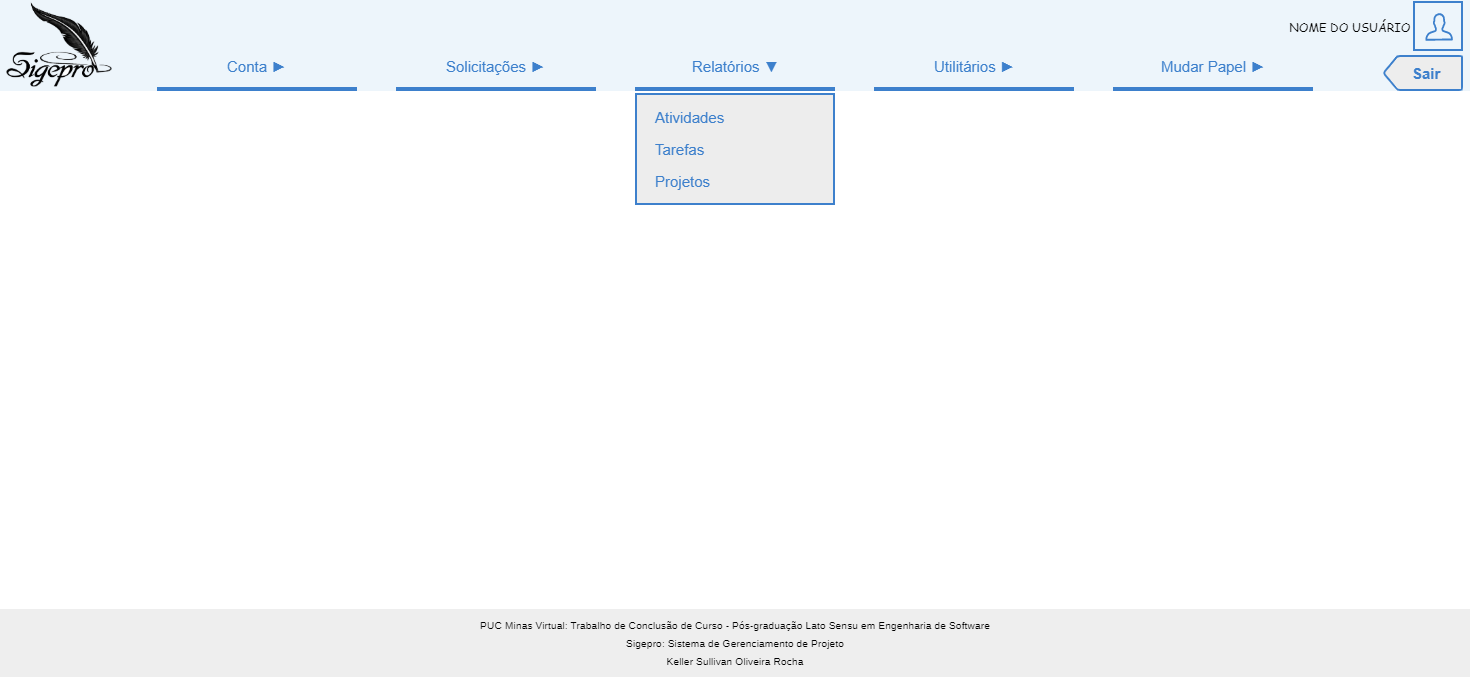 Sigepro
NOME DO USUÁRIO
Conta ►
Solicitações ►
Relatórios ▼
Utilitários ►
Mudar Papel ►
Sair
Atividades
Tarefas
Projetos
PUC Minas Virtual: Trabalho de Conclusão de Curso - Pós-graduação Lato Sensu em Engenharia de Software
Sigepro: Sistema de Gerenciamento de Projeto
Keller Sullivan Oliveira Rocha